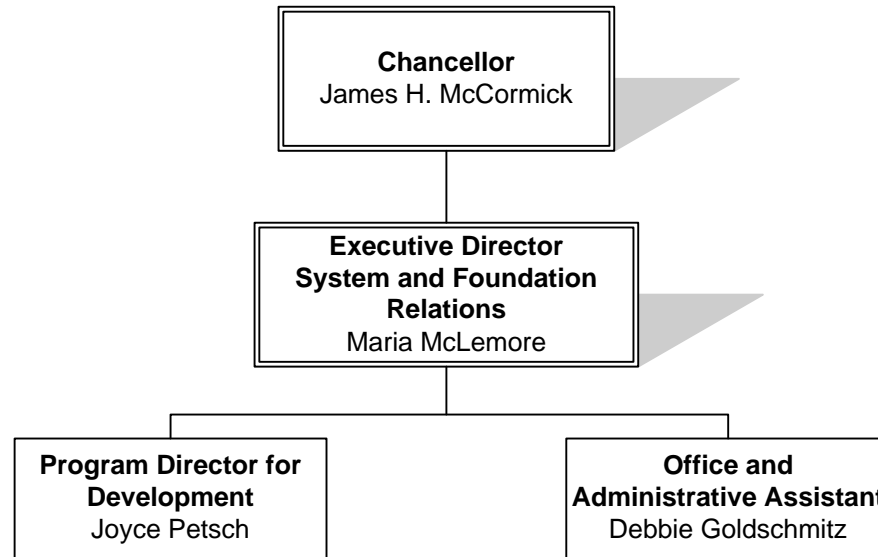 Chancellor
James H. McCormick
Executive Director
System and Foundation
Relations
Maria McLemore
Program Director for
Development
Joyce Petsch
Office and
Administrative Assistant
Debbie Goldschmitz